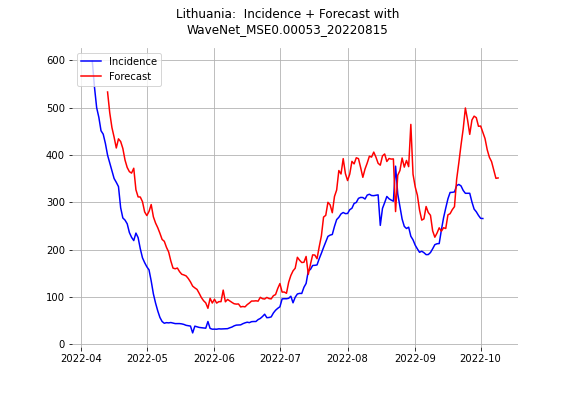 Lithuania:  Incidence + Forecast with
WaveNet_MSE0.00053_20220815
Incidence
Forecast
600
500
400
300
200
100
0
2022-04 2022-05 2022-06 2022-07 2022-08 2022-09 2022-10